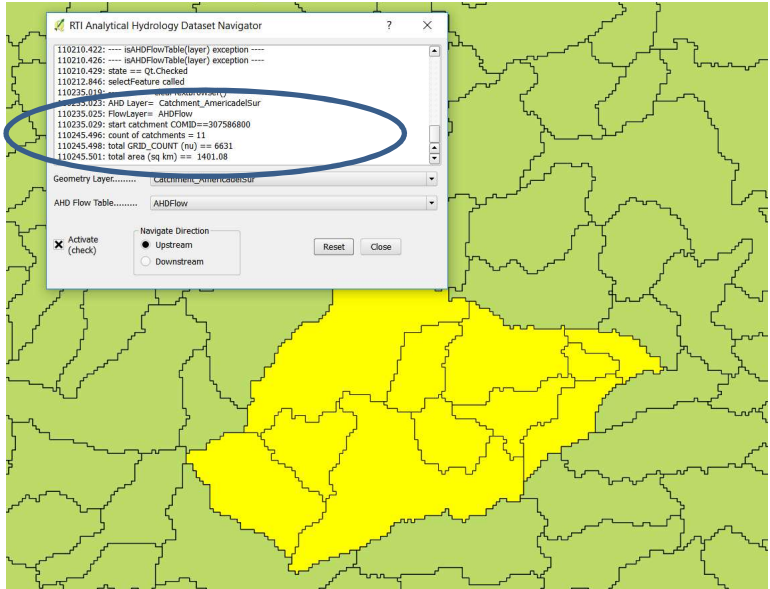 RTI Analytical Hydrology Dataset Navigator
110210.422: ---- isAHDFlowTable(layer) exception ----
110210.426: ---- isAHDFlowTable(layer) exception ----
110210.429: state == Qt.Checked
110212.846: selectFeature called
110235.019:
110235.023: AHD Layer= Catchment_AmericadelSur
110235.025: FlowLayer= AHDFlow
110235.029: start catchment COMID==307586800
110245.496: count of catchments = 11
110245.498: total GRID_COUNT (nu) == 6631
110245.501: total area (sq km) == 1401.08
Geometry Layer......... Catchment_AmericadelSur
AHD Flow Table......... AHDFlow
Activate
(check)
Navigate Direction
Upstream
Downstream
Reset Close